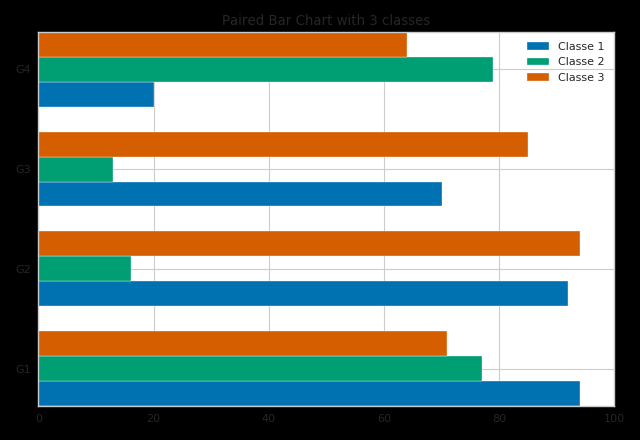 Paired Bar Chart with 3 classes
Classe 1
Classe 2
Classe 3
G4
G3
G2
G1
0 20 40 60 80 100